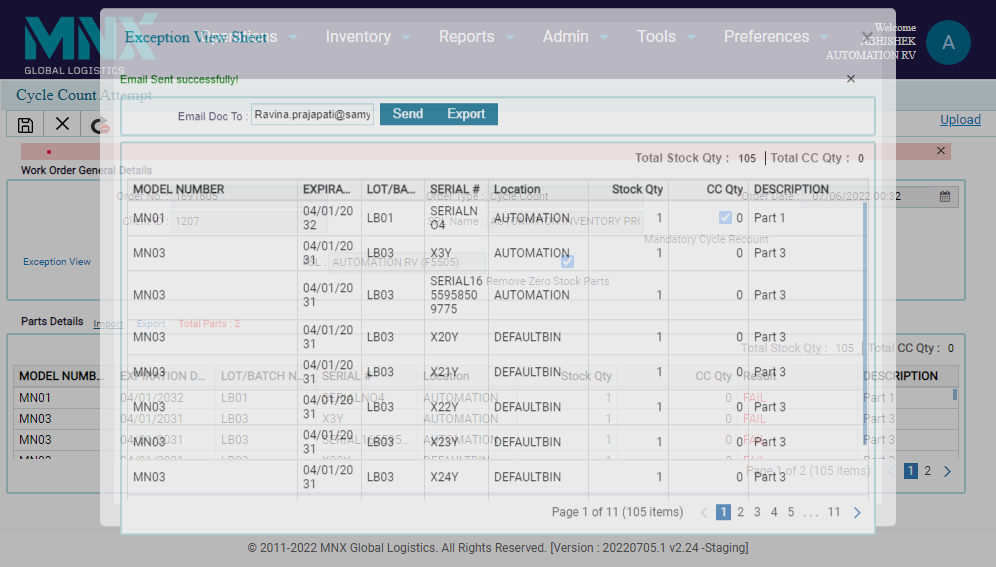 MNX
GLOBAL LOGISTICS
Operations Inventory Reports Admin Tools Preferences
Welcome
ABHISHEK
AUTOMATION RV
A
Exception View Sheet
Email Sent successfully!
Cycle Count Attempt
Email Doc To : Ravina.prajapati@samy Send Export
Upload
Work Order General Details
Order No. : 1691605 Order Type : Cycle Count Order Date : 07/06/2022 00:32
Client ID : 1207 Name : AUTOMATION INVENTORY PRO
Mandatory Cycle Recount
Exception View AUTOMATION RV (F5505)
Remove Zero Stock Parts
Total Stock Qty : 105 Total CC Qty : 0
MODEL NUMBER EXPIRA... LOT/BA... SERIAL # Location Stock Qty CC Qty DESCRIPTION
MN01 04/01/2032 LB01 SERIALNO4 AUTOMATION 1 0 Part 1
MN03 04/01/2031 LB03 X3Y AUTOMATION 1 0 Part 3
MN03 04/01/2031 LB03 SERIAL1655958509775 AUTOMATION 1 0 Part 3
MN03 04/01/2031 LB03 X20Y DEFAULTBIN 1 0 Part 3
MN03 04/01/2031 LB03 X21Y DEFAULTBIN 1 0 Part 3
MN03 04/01/2031 LB03 X22Y DEFAULTBIN 1 0 Part 3
MN03 04/01/2031 LB03 X23Y DEFAULTBIN 1 0 Part 3
MN03 04/01/2031 LB03 X24Y DEFAULTBIN 1 0 Part 3
Page 1 of 11 (105 items) 1 2 3 4 5 ... 11
Parts Details Import Export Total Parts : 2
Total Stock Qty : 105 Total CC Qty : 0
MODEL NUMB... EXPIRATION D... LOT/BATCH N... SERIAL # Location Stock Qty CC Qty Result DESCRIPTION
MN01 04/01/2032 LB01 SERIALNO4 AUTOMATION 1 0 FAIL Part 1
MN03 04/01/2031 LB03 X3Y AUTOMATION 1 0 FAIL Part 3
MN03 04/01/2031 LB03 AUTOMATION 1 0 FAIL Part 3
Page 1 of 2 (105 items) 1 2
© 2011-2022 MNX Global Logistics. All Rights Reserved. [Version : 20220705.1 v2.24 -Staging]